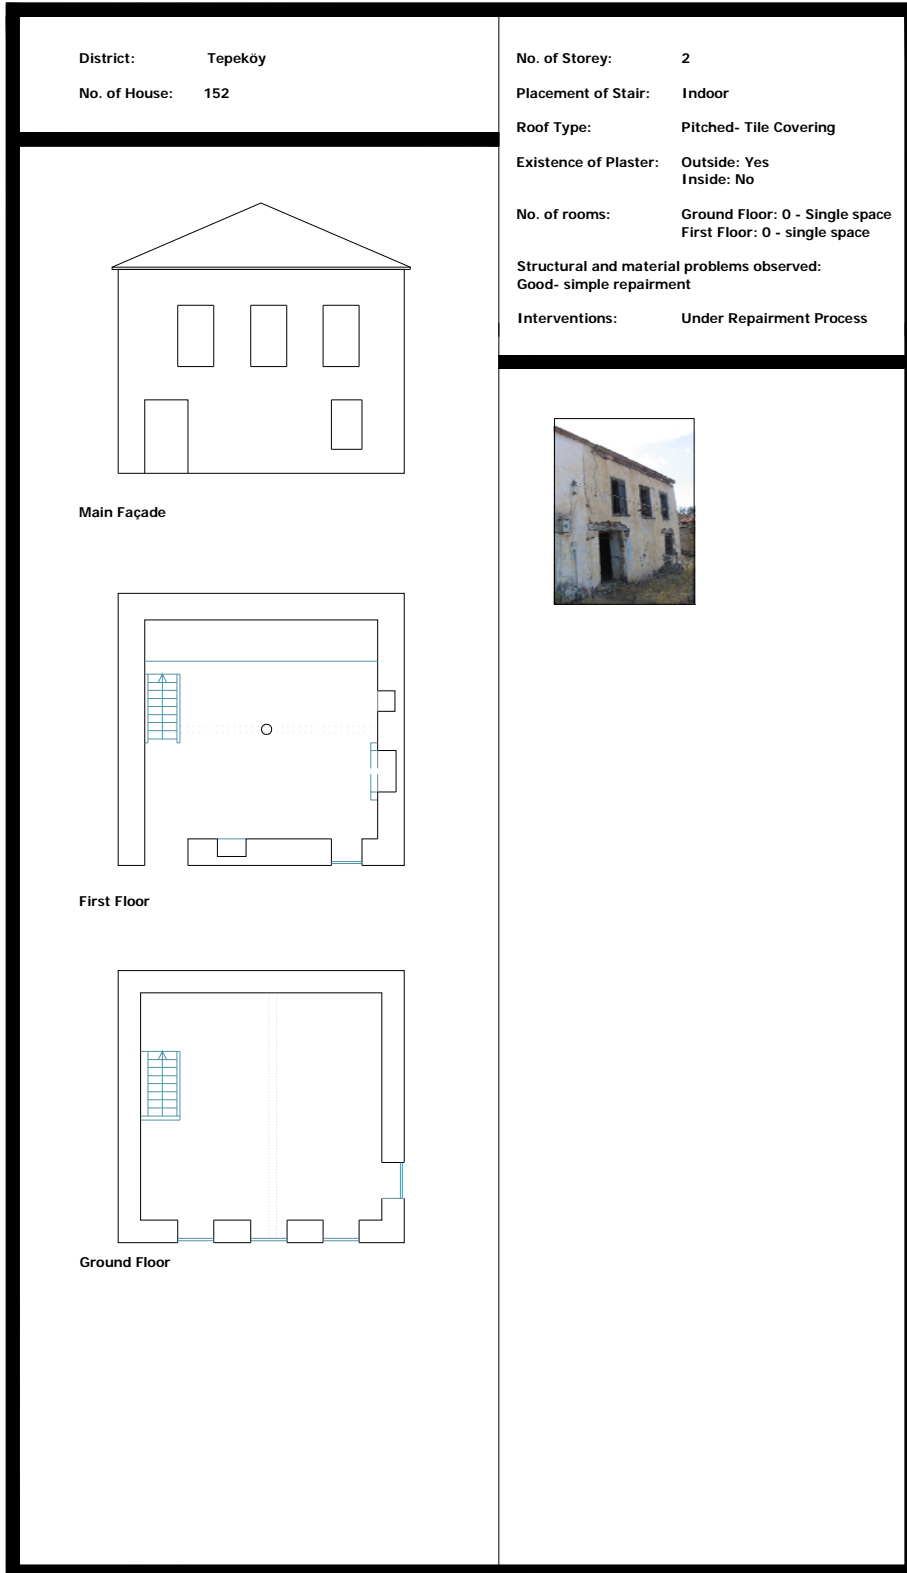 District: Tepeköy
No. of House: 152
No. of Storey: 2
Placement of Stair: Indoor
Roof Type: Pitched- Tile Covering
Existence of Plaster: Outside: Yes
Inside: No
No. of rooms: Ground Floor: 0 - Single space
First Floor: 0 - single space
Structural and material problems observed:
Good- simple repairment
Interventions: Under Repairment Process
Main Façade
First Floor
Ground Floor